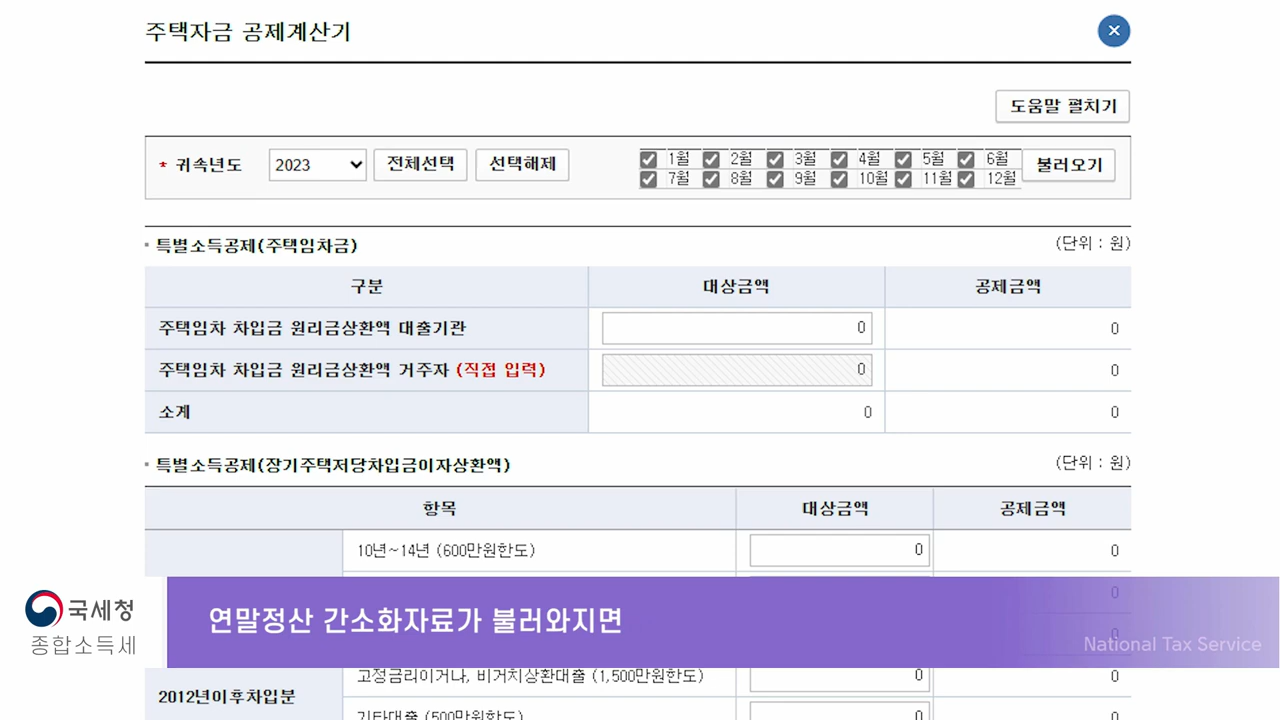 주택자금 공제계산기
도움말 펼치기
* 귀속년도 2023 전체선택 선택해제 1월 2월 3월 4월 5월 6월 불러오기
7월 8월 9월 10월 11월 12월
특별소득공제(주택임차금) (단위 : 원)
구분 대상금액 공제금액
주택임차 차입금 원리금상환액 대출기관 0 0
주택임차 차입금 원리금상환액 거주자 (직접 입력) 0 0
소계 0 0
특별소득공제(장기주택저당차입금이자상환액) (단위 : 원)
항목 대상금액 공제금액
10년~14년 (600만원한도) 0 0
0
국세청
종합소득세
연말정산 간소화자료가 불러와지면
0
National Tax Service
고정금리이거나, 비거치상환대출 (1,500만원한도) 0 0
2012년이후차입분
기타대출 (500만원한도) 0 0